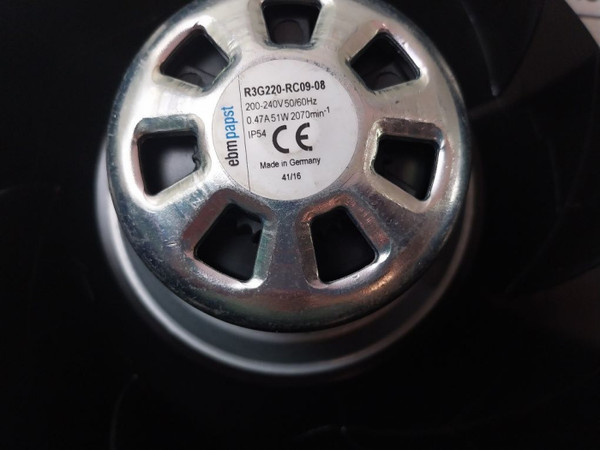 R3G220-RC09-08
200-240V 50/60Hz
0.47A 51W 2070min-1
IP54 CE
ebmpapst
Made in Germany
41/16